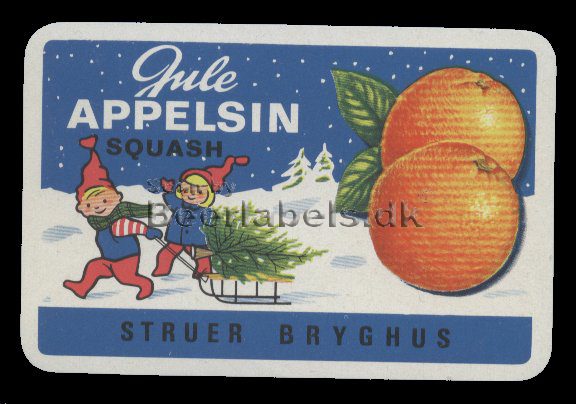 Jule
APPELSIN
SQUASH
Beerlabels.dk
STRUER BRYGHUS